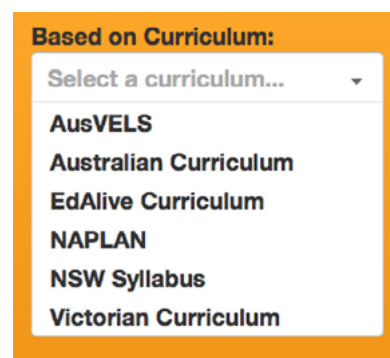 Based on Curriculum:
Select a curriculum...
AusVELS
Australian Curriculum
EdAlive Curriculum
NAPLAN
NSW Syllabus
Victorian Curriculum